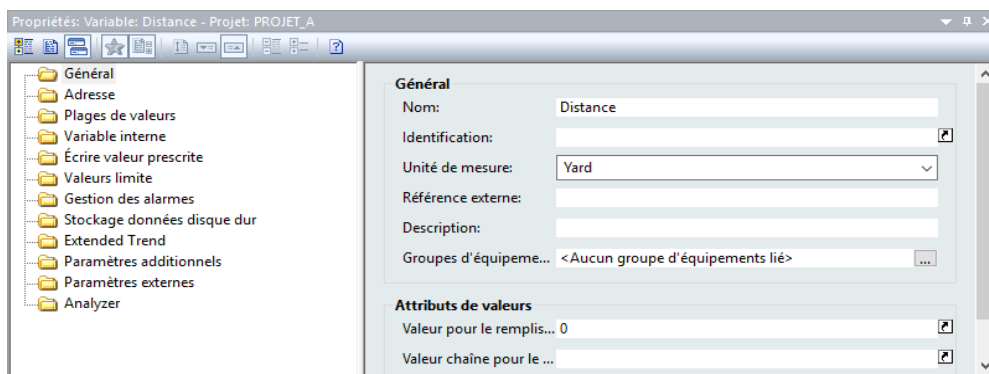 Propriétés: Variable: Distance - Projet: PROJET_A
Général
Adresse
Plages de valeurs
Variable interne
Écrire valeur prescrite
Valeurs limite
Gestion des alarmes
Stockage données disque dur
Extended Trend
Paramètres additionnels
Paramètres externes
Analyzer
Général
Nom: Distance
Identification:
Unité de mesure: Yard
Référence externe:
Description:
Groupes d'équipeme... <Aucun groupe d'équipements lié> ...
Attributs de valeurs
Valeur pour le remplis... 0
Valeur chaîne pour le ...